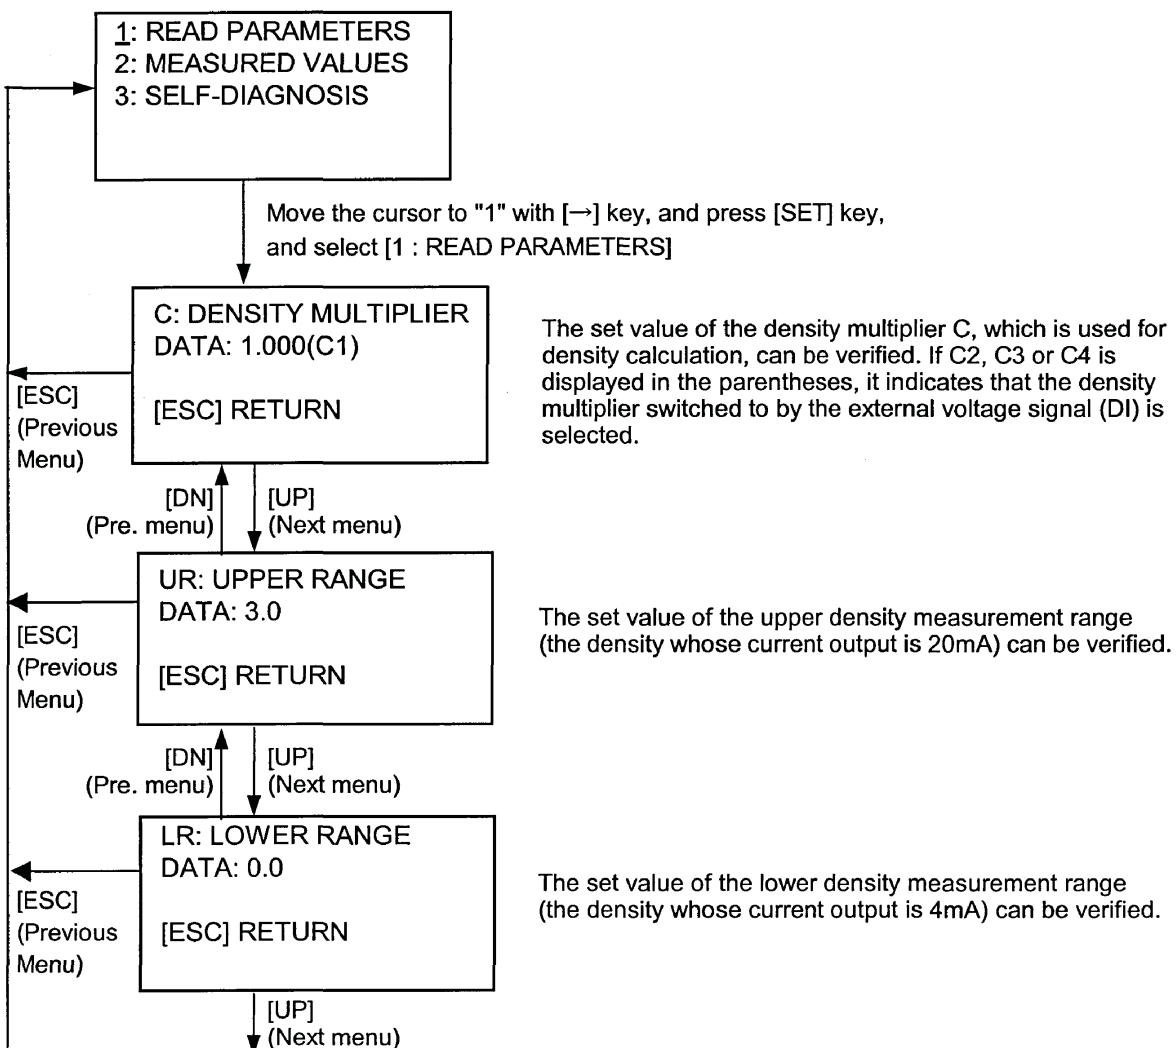 1: READ PARAMETERS
2: MEASURED VALUES
3: SELF-DIAGNOSIS
Move the cursor to "1" with [→] key, and press [SET] key,
and select [1 : READ PARAMETERS]
C: DENSITY MULTIPLIER
DATA: 1.000(C1)
[ESC] RETURN
The set value of the density multiplier C, which is used for
density calculation, can be verified. If C2, C3 or C4 is
displayed in the parentheses, it indicates that the density
multiplier switched to by the external voltage signal (DI) is
selected.
[ESC]
(Previous
Menu)
[DN]
(Pre. menu)
[UP]
(Next menu)
UR: UPPER RANGE
DATA: 3.0
[ESC] RETURN
The set value of the upper density measurement range
(the density whose current output is 20mA) can be verified.
[ESC]
(Previous
Menu)
[DN]
(Pre. menu)
[UP]
(Next menu)
LR: LOWER RANGE
DATA: 0.0
[ESC] RETURN
The set value of the lower density measurement range
(the density whose current output is 4mA) can be verified.
[ESC]
(Previous
Menu)
[UP]
(Next menu)